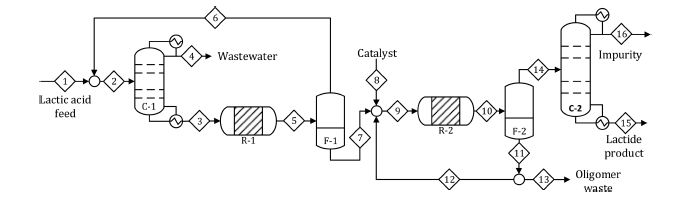 6
16
4
Wastewater
Catalyst
Impurity
1
2
8
14
Lactic acid
feed
C-1
C-2
3
5
7
9
10
15
R-1
F-1
R-2
F-2
Lactide
product
11
12
13
Oligomer
waste